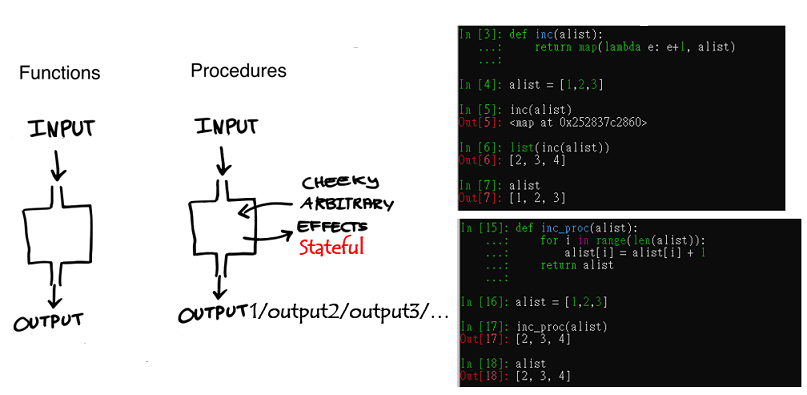 Functions
Procedures
INPUT
INPUT
CHEEKY
ARBITRARY
EFFECTS
Stateful
OUTPUT
OUTPUT1/output2/output3/...
In [3]: def inc(alist):
   ...:     return map(lambda e: e+1, alist)
   ...:
In [4]: alist = [1,2,3]
In [5]: inc(alist)
Out[5]: <map at 0x252837c2860>
In [6]: list(inc(alist))
Out[6]: [2, 3, 4]
In [7]: alist
Out[7]: [1, 2, 3]
In [15]: def inc_proc(alist):
    ...:     for i in range(len(alist)):
    ...:         alist[i] = alist[i] + 1
    ...:     return alist
    ...:
In [16]: alist = [1,2,3]
In [17]: inc_proc(alist)
Out[17]: [2, 3, 4]
In [18]: alist
Out[18]: [2, 3, 4]